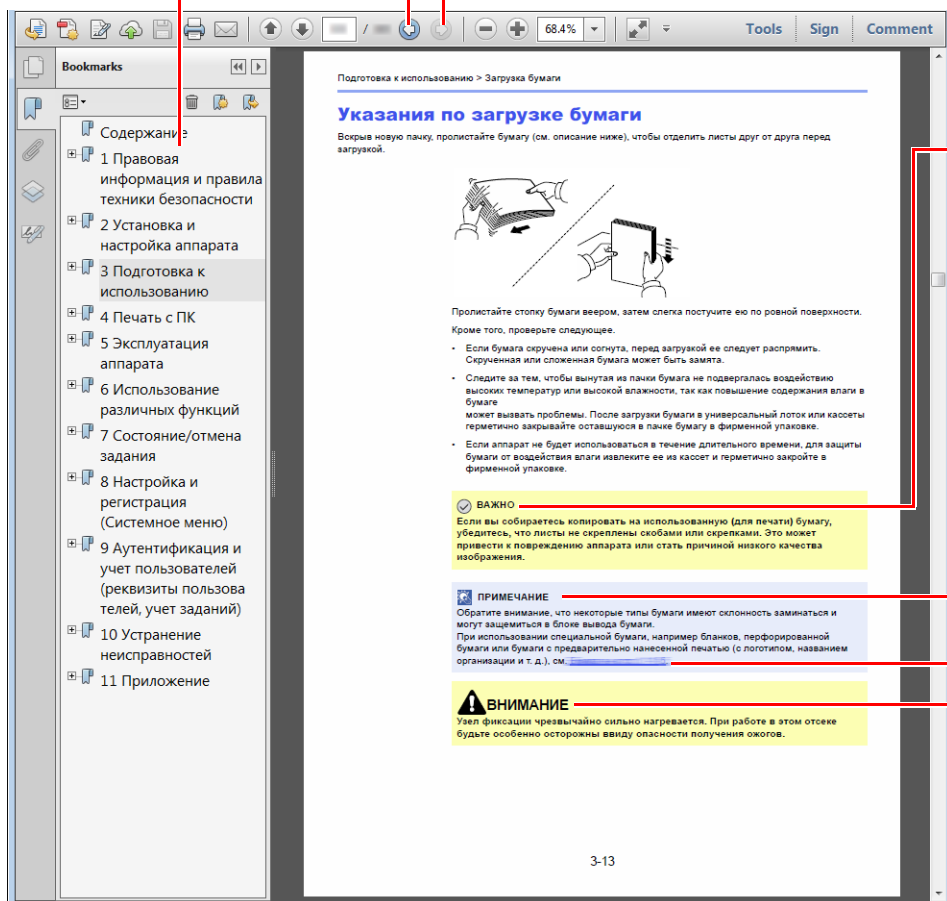 /
68.4%
Tools
Sign
Comment
Bookmarks
Содержание
1 Правовая
информация и правила
техники безопасности
2 Установка и
настройка аппарата
3 Подготовка к
использованию
4 Печать с ПК
5 Эксплуатация
аппарата
6 Использование
различных функций
7 Состояние/отмена
задания
8 Настройка и
регистрация
(Системное меню)
9 Аутентификация и
учет пользователей
(реквизиты пользова
телей, учет заданий)
10 Устранение
неисправностей
11 Приложение
Подготовка к использованию > Загрузка бумаги
Указания по загрузке бумаги
Вскрыв новую пачку, пролистайте бумагу (см. описание ниже), чтобы отделить листы друг от друга перед
загрузкой.
Пролистайте стопку бумаги веером, затем слегка постучите ею по ровной поверхности.
Кроме того, проверьте следующее.
• Если бумага скручена или согнута, перед загрузкой ее следует распрямить.
Скрученная или сложенная бумага может быть замята.
• Следите за тем, чтобы вынутая из пачки бумага не подвергалась воздействию
высоких температур или высокой влажности, так как повышение содержания влаги в
бумаге
может вызвать проблемы. После загрузки бумаги в универсальный лоток или кассеты
герметично закрывайте оставшуюся в пачке бумагу в фирменной упаковке.
• Если аппарат не будет использоваться в течение длительного времени, для защиты
бумаги от воздействия влаги извлеките ее из кассет и герметично закройте в
фирменной упаковке.
ВАЖНО
Если вы собираетесь копировать на использованную (для печати) бумагу,
убедитесь, что листы не скреплены скобами или скрепками. Это может
привести к повреждению аппарата или стать причиной низкого качества
изображения.
ПРИМЕЧАНИЕ
Обратите внимание, что некоторые типы бумаги имеют склонность заминаться и
могут защемиться в блоке вывода бумаги.
При использовании специальной бумаги, например бланков, перфорированной
бумаги или бумаги с предварительно нанесенной печатью (с логотипом, названием
организации и т. д.), см.
ВНИМАНИЕ
Узел фиксации чрезвычайно сильно нагревается. При работе в этом отсеке
будьте особенно осторожны ввиду опасности получения ожогов.
3-13